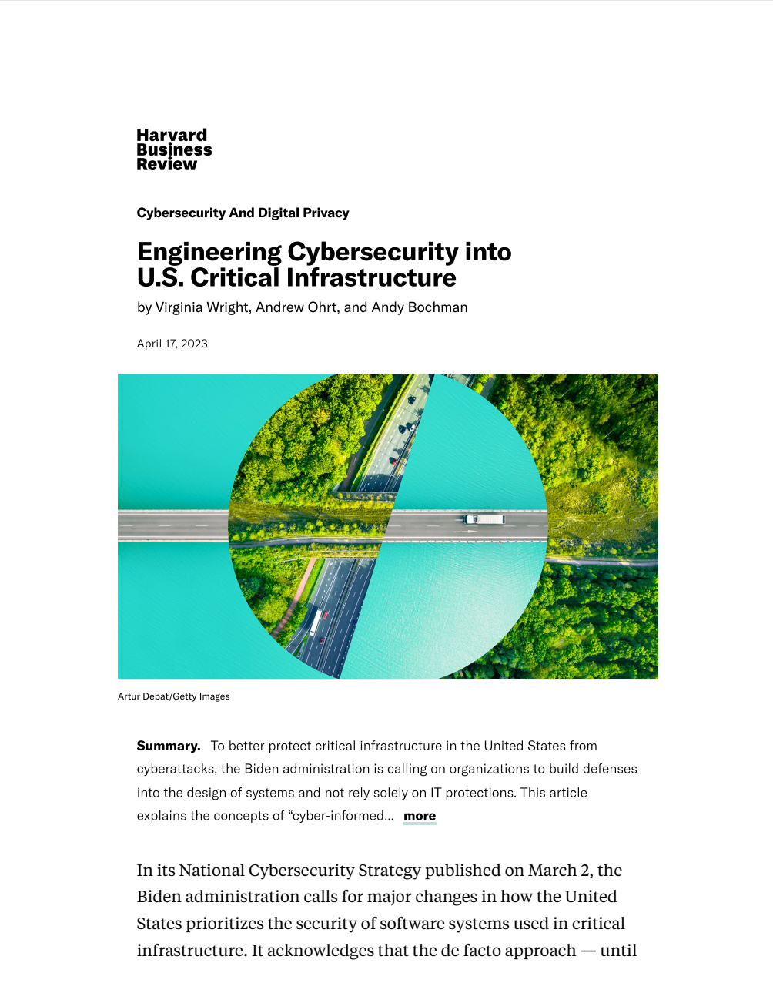 Harvard
Business
Review
Cybersecurity And Digital Privacy
Engineering Cybersecurity into
U.S. Critical Infrastructure
by Virginia Wright, Andrew Ohrt, and Andy Bochman
April 17, 2023
Artur Debat/Getty Images
Summary. To better protect critical infrastructure in the United States from
cyberattacks, the Biden administration is calling on organizations to build defenses
into the design of systems and not rely solely on IT protections. This article
explains the concepts of “cyber-informed... more
In its National Cybersecurity Strategy published on March 2, the
Biden administration calls for major changes in how the United
States prioritizes the security of software systems used in critical
infrastructure. It acknowledges that the de facto approach — until